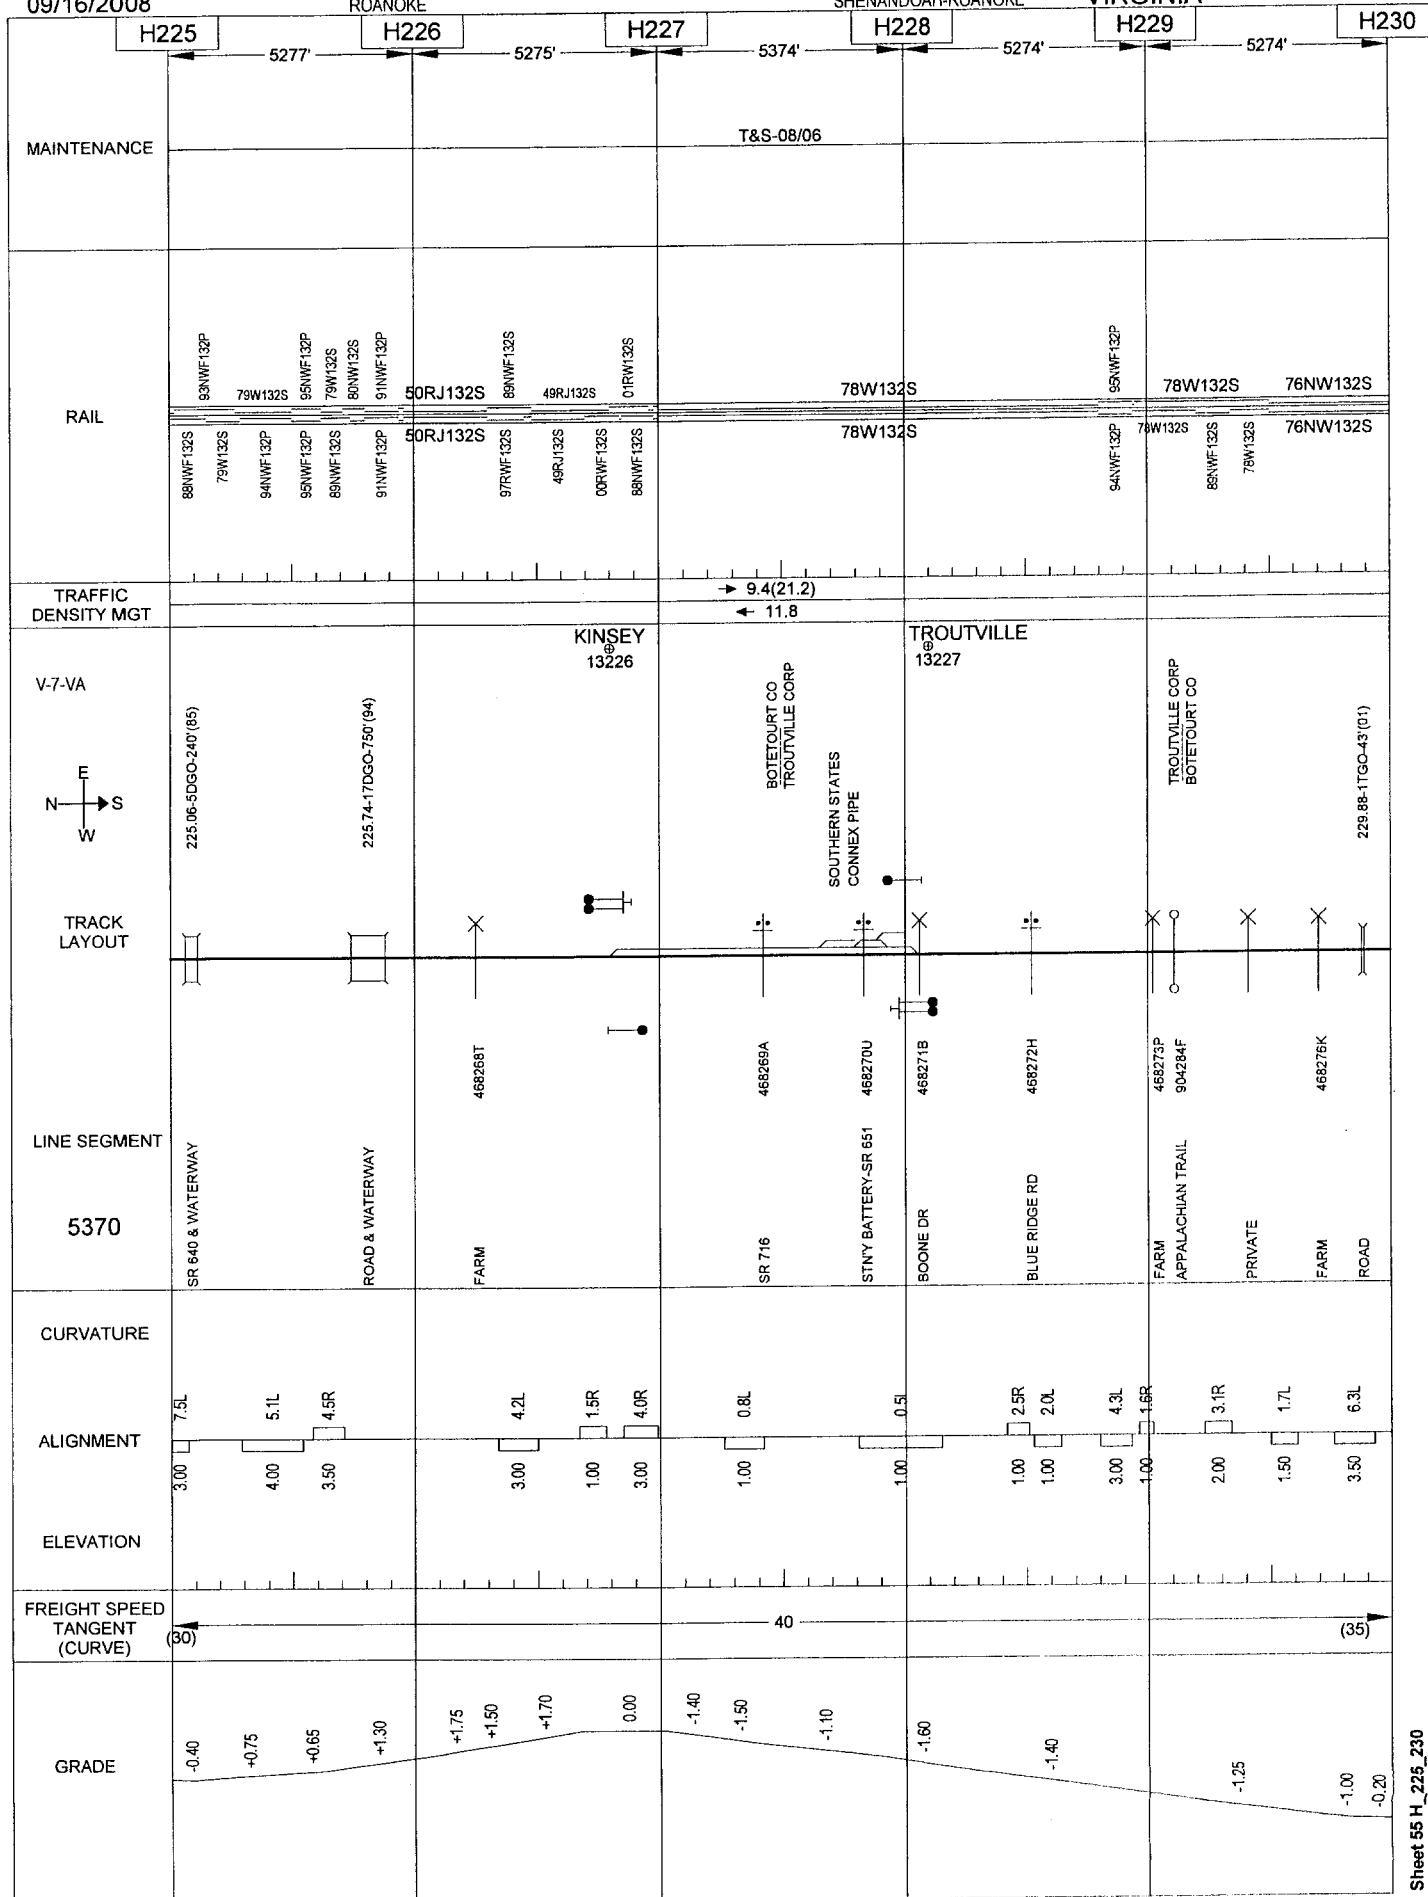 09/16/2008 ROANOKE SHENANDOAH-ROANOKE VIRGINIA
H225 H226 H227 H228 H229 H230
5277' 5275' 5374' 5274' 5274'
MAINTENANCE
T&S-08/06
93NWF132P 79W132S 95NWF132P 79W132S 80NW132S 91NWF132P 50RJ132S 89NWF132S 49RJ132S 01RW132S 78W132S 95NWF132P 78W132S 76NW132S
RAIL
88NWF132S 79W132S 94NWF132P 95NWF132P 89NWF132S 91NWF132P 50RJ132S 97RWF132S 49RJ132S 00RWF132S 88NWF132S 78W132S 94NWF132P 78W132S 89NWF132S 78W132S 76NW132S
TRAFFIC
DENSITY MGT
9.4(21.2)
11.8
KINSEY
13226
TROUTVILLE
13227
V-7-VA
E
N S
W
225.06-5DGO-240'(85)
225.74-17DGO-750'(94)
BOTETOURT CO
TROUTVILLE CORP
SOUTHERN STATES
CONNEX PIPE
TROUTVILLE CORP
BOTETOURT CO
229.88-1TGO-43'(01)
TRACK
LAYOUT
468268T 468269A 468270U 468271B 468272H 468273P 904284F 468276K
LINE SEGMENT
5370
SR 640 & WATERWAY
ROAD & WATERWAY
FARM
SR 716
STN'Y BATTERY-SR 651
BOONE DR
BLUE RIDGE RD
FARM
APPALACHIAN TRAIL
PRIVATE
FARM
ROAD
CURVATURE
7.5L 5.1L 4.5R 4.2L 1.5R 4.0R 0.8L 0.5L 2.5R 2.0L 4.3L 1.6R 3.1R 1.7L 6.3L
ALIGNMENT
3.00 4.00 3.50 3.00 1.00 3.00 1.00 1.00 1.00 1.00 3.00 1.00 2.00 1.50 3.50
ELEVATION
FREIGHT SPEED
TANGENT
(CURVE)
(30) 40 (35)
GRADE
-0.40 +0.75 +0.65 +1.30 +1.75 +1.50 +1.70 0.00 -1.40 -1.50 -1.10 -1.60 -1.40 -1.25 -1.00 -0.20
Sheet 55 H_225_230